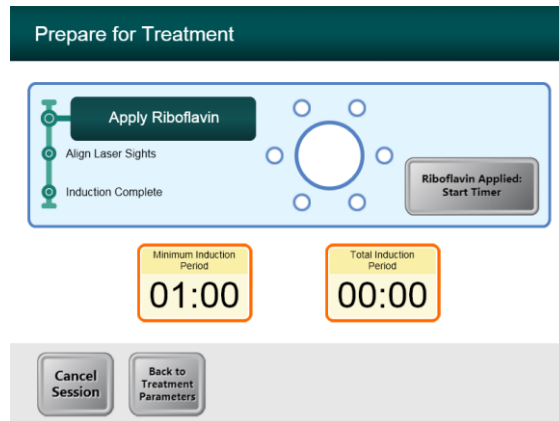 Prepare for Treatment
Apply Riboflavin
Align Laser Sights
Induction Complete
Riboflavin Applied:
Start Timer
Minimum Induction
Period
01:00
Total Induction
Period
00:00
Cancel
Session
Back to
Treatment
Parameters